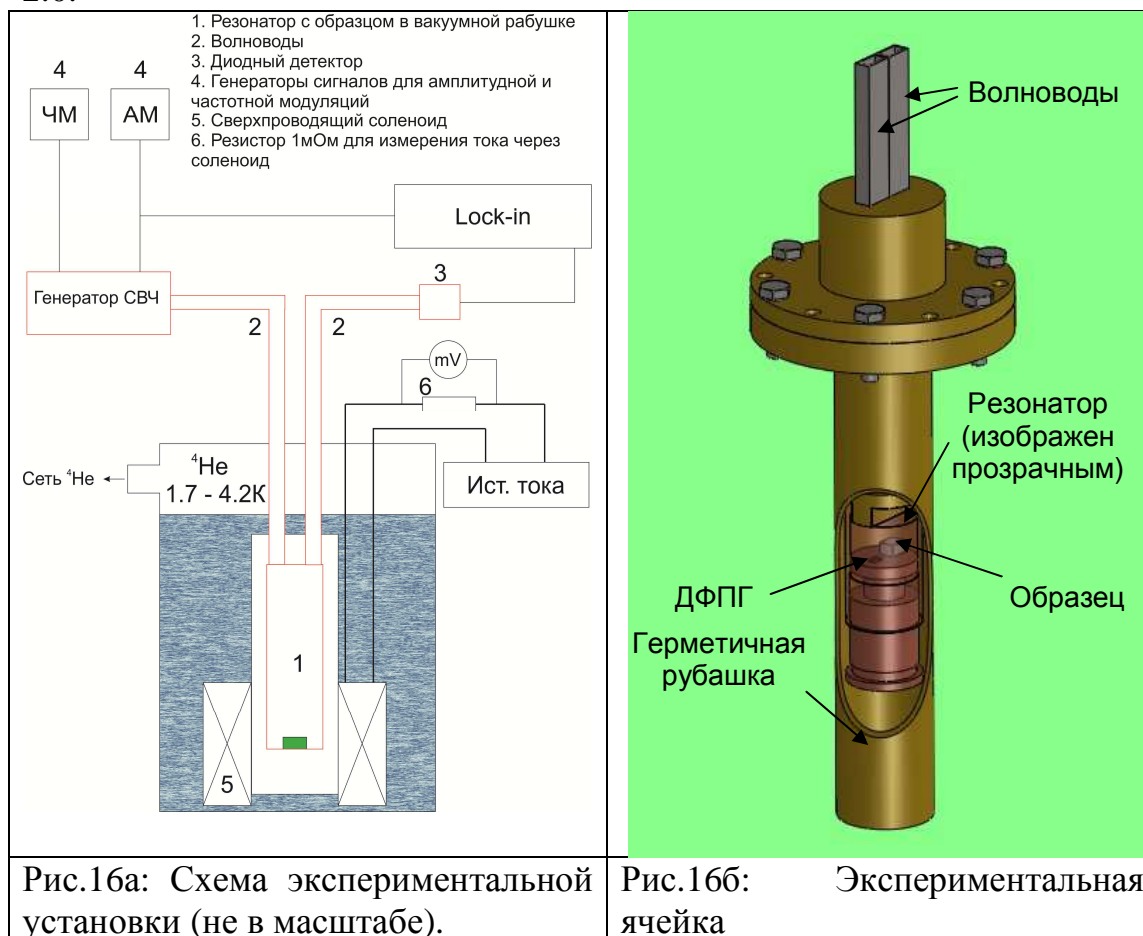 1. Резонатор с образцом в вакуумной рабушке
2. Волноводы
3. Диодный детектор
4. Генераторы сигналов для амплитудной и
частотной модуляций
5. Сверхпроводящий соленоид
6. Резистор 1мОм для измерения тока через
соленоид
4
4
ЧМ
АМ
Lock-in
Генератор СВЧ
3
2
2
mV
6
Ист. тока
Сеть ⁴He
⁴He
1.7 - 4.2К
1
5
Волноводы
Резонатор
(изображен
прозрачным)
ДФПГ
Образец
Герметичная
рубашка
Рис.16а: Схема экспериментальной
установки (не в масштабе).
Рис.16б: Экспериментальная
ячейка